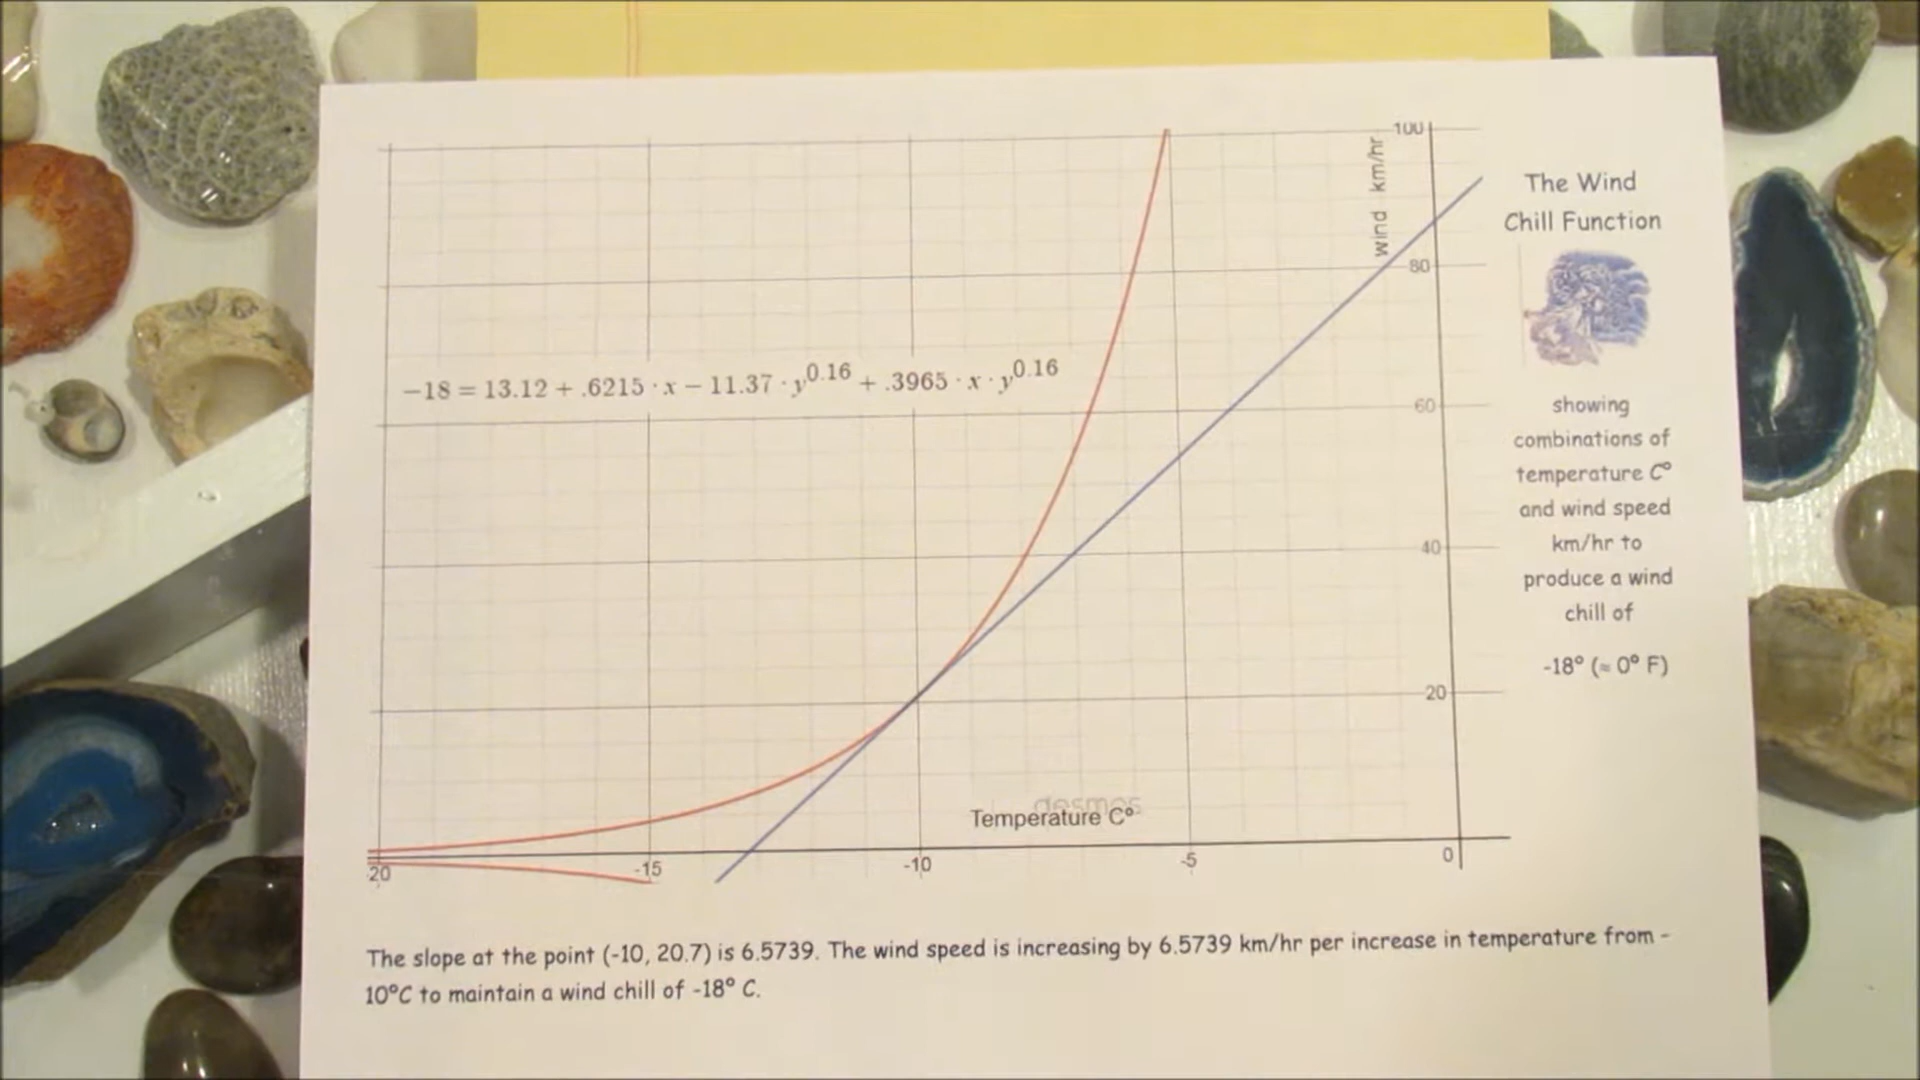 100
wind km/hr
The Wind
Chill Function
80
−18 = 13.12 + .6215 · x − 11.37 · y^0.16 + .3965 · x · y^0.16
60
showing
combinations of
temperature C°
and wind speed
km/hr to
produce a wind
chill of
-18° (≈ 0° F)
40
20
desmos
Temperature C°
20
-15
-10
-5
0
The slope at the point (-10, 20.7) is 6.5739. The wind speed is increasing by 6.5739 km/hr per increase in temperature from -
10°C to maintain a wind chill of -18° C.